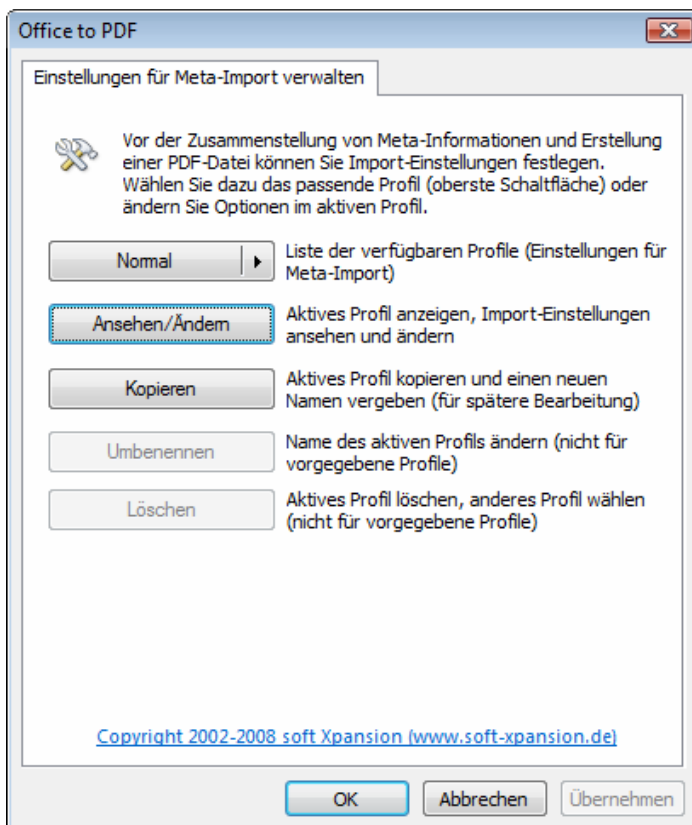 Office to PDF
Einstellungen für Meta-Import verwalten
Vor der Zusammenstellung von Meta-Informationen und Erstellung
einer PDF-Datei können Sie Import-Einstellungen festlegen.
Wählen Sie dazu das passende Profil (oberste Schaltfläche) oder
ändern Sie Optionen im aktiven Profil.
Normal
Liste der verfügbaren Profile (Einstellungen für
Meta-Import)
Ansehen/Ändern
Aktives Profil anzeigen, Import-Einstellungen
ansehen und ändern
Kopieren
Aktives Profil kopieren und einen neuen
Namen vergeben (für spätere Bearbeitung)
Umbenennen
Name des aktiven Profils ändern (nicht für
vorgegebene Profile)
Löschen
Aktives Profil löschen, anderes Profil wählen
(nicht für vorgegebene Profile)
Copyright 2002-2008 soft Xpansion (www.soft-xpansion.de)
OK
Abbrechen
Übernehmen